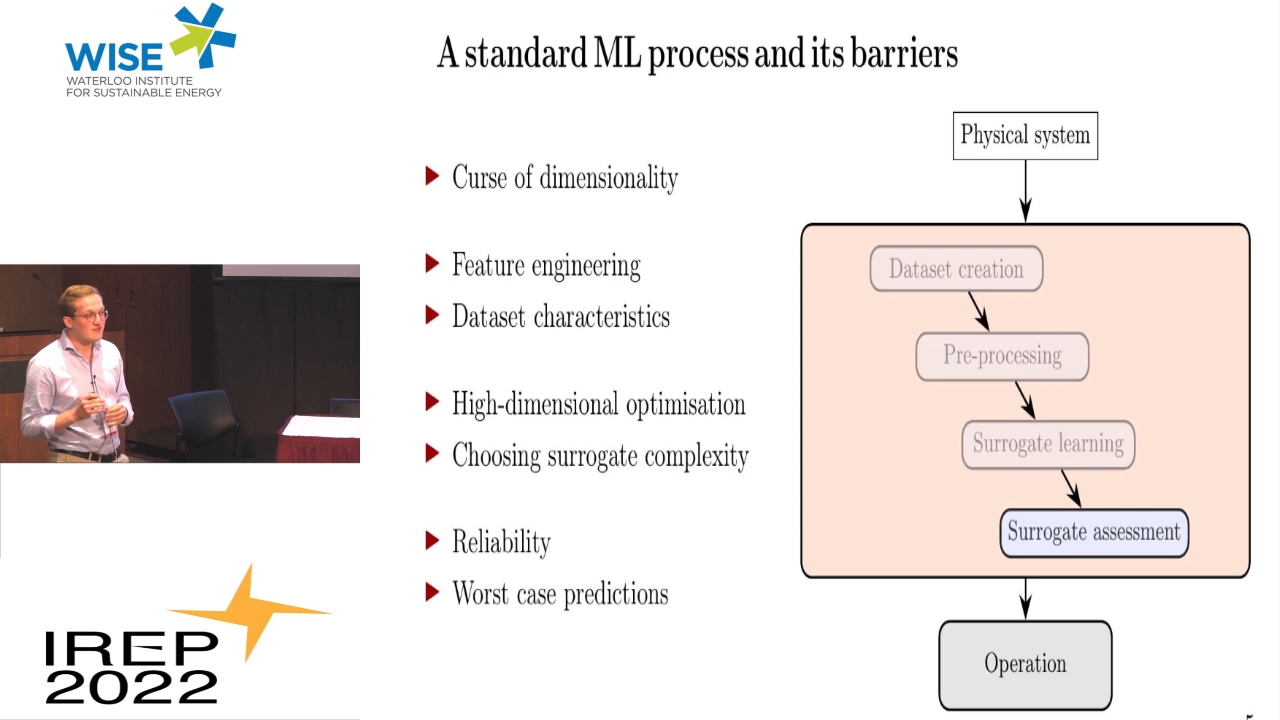 WISE
WATERLOO INSTITUTE
FOR SUSTAINABLE ENERGY
A standard ML process and its barriers
Curse of dimensionality
Feature engineering
Dataset characteristics
High-dimensional optimisation
Choosing surrogate complexity
Reliability
Worst case predictions
Physical system
Dataset creation
Pre-processing
Surrogate learning
Surrogate assessment
Operation
IREP
2022